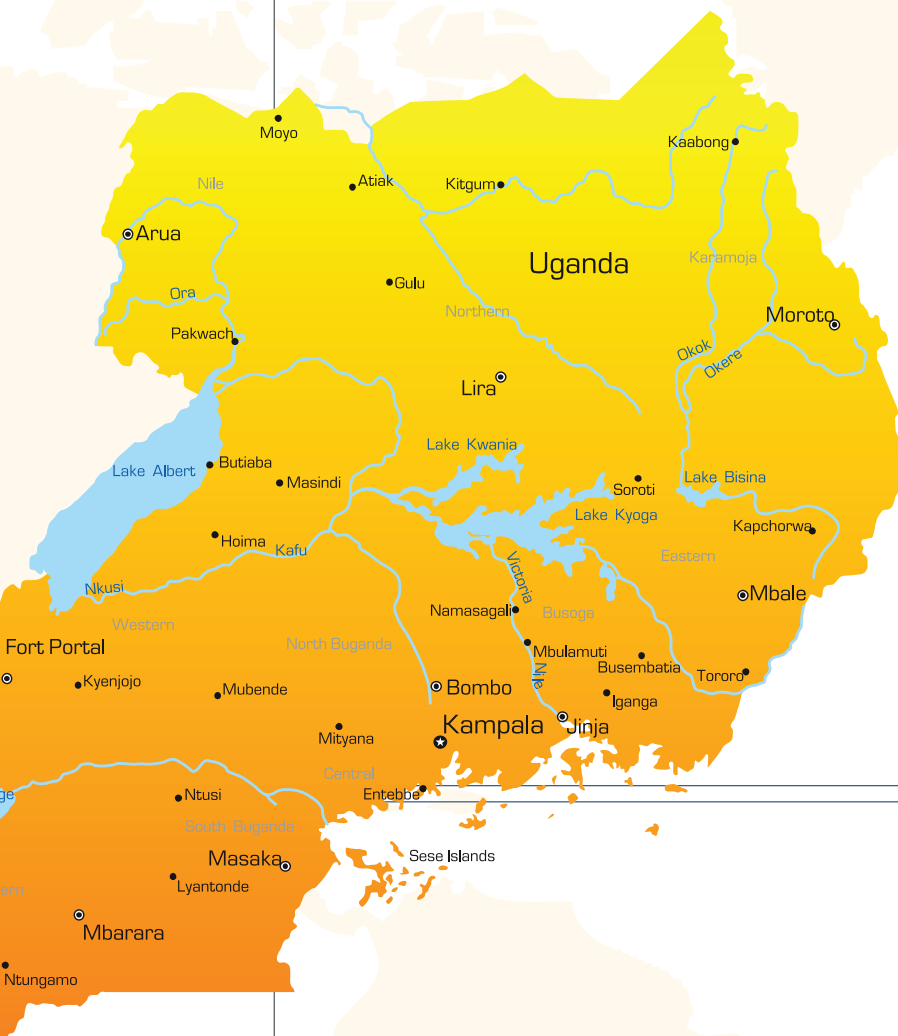 Moyo
Kaabong
Atiak
Kitgum
Nile
Arua
Uganda
Karamoja
Gulu
Ora
Northern
Moroto
Pakwach
Okok
Okere
Lira
Lake Kwania
Lake Albert
Butiaba
Masindi
Soroti
Lake Bisina
Lake Kyoga
Kapchorwa
Hoima
Kafu
Eastern
Victoria
Nile
Nkusi
Mbale
Namasagali
Busoga
Western
North Buganda
Fort Portal
Mbulamuti
Busembatia
Tororo
Kyenjojo
Mubende
Bombo
Iganga
Kampala
Jinja
Mityana
Central
Entebbe
ge
Ntusi
South Buganda
Masaka
Sese Islands
Lyantonde
ern
Mbarara
Ntungamo